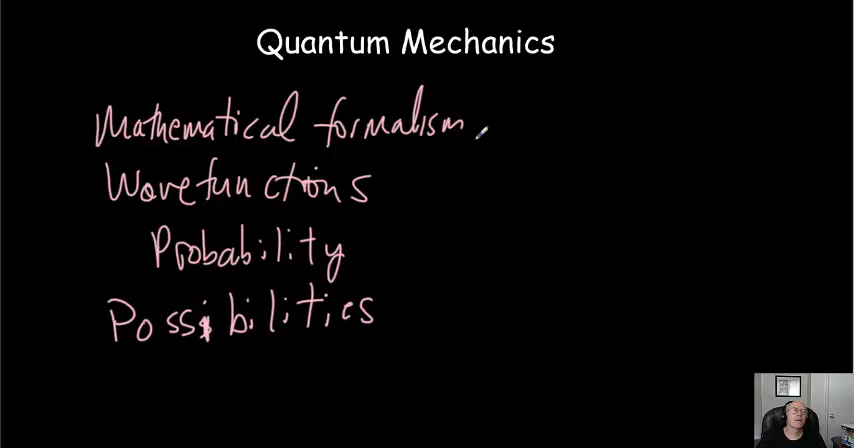 Quantum Mechanics
Mathematical formalism
Wavefunctions
Probability
Possibilities